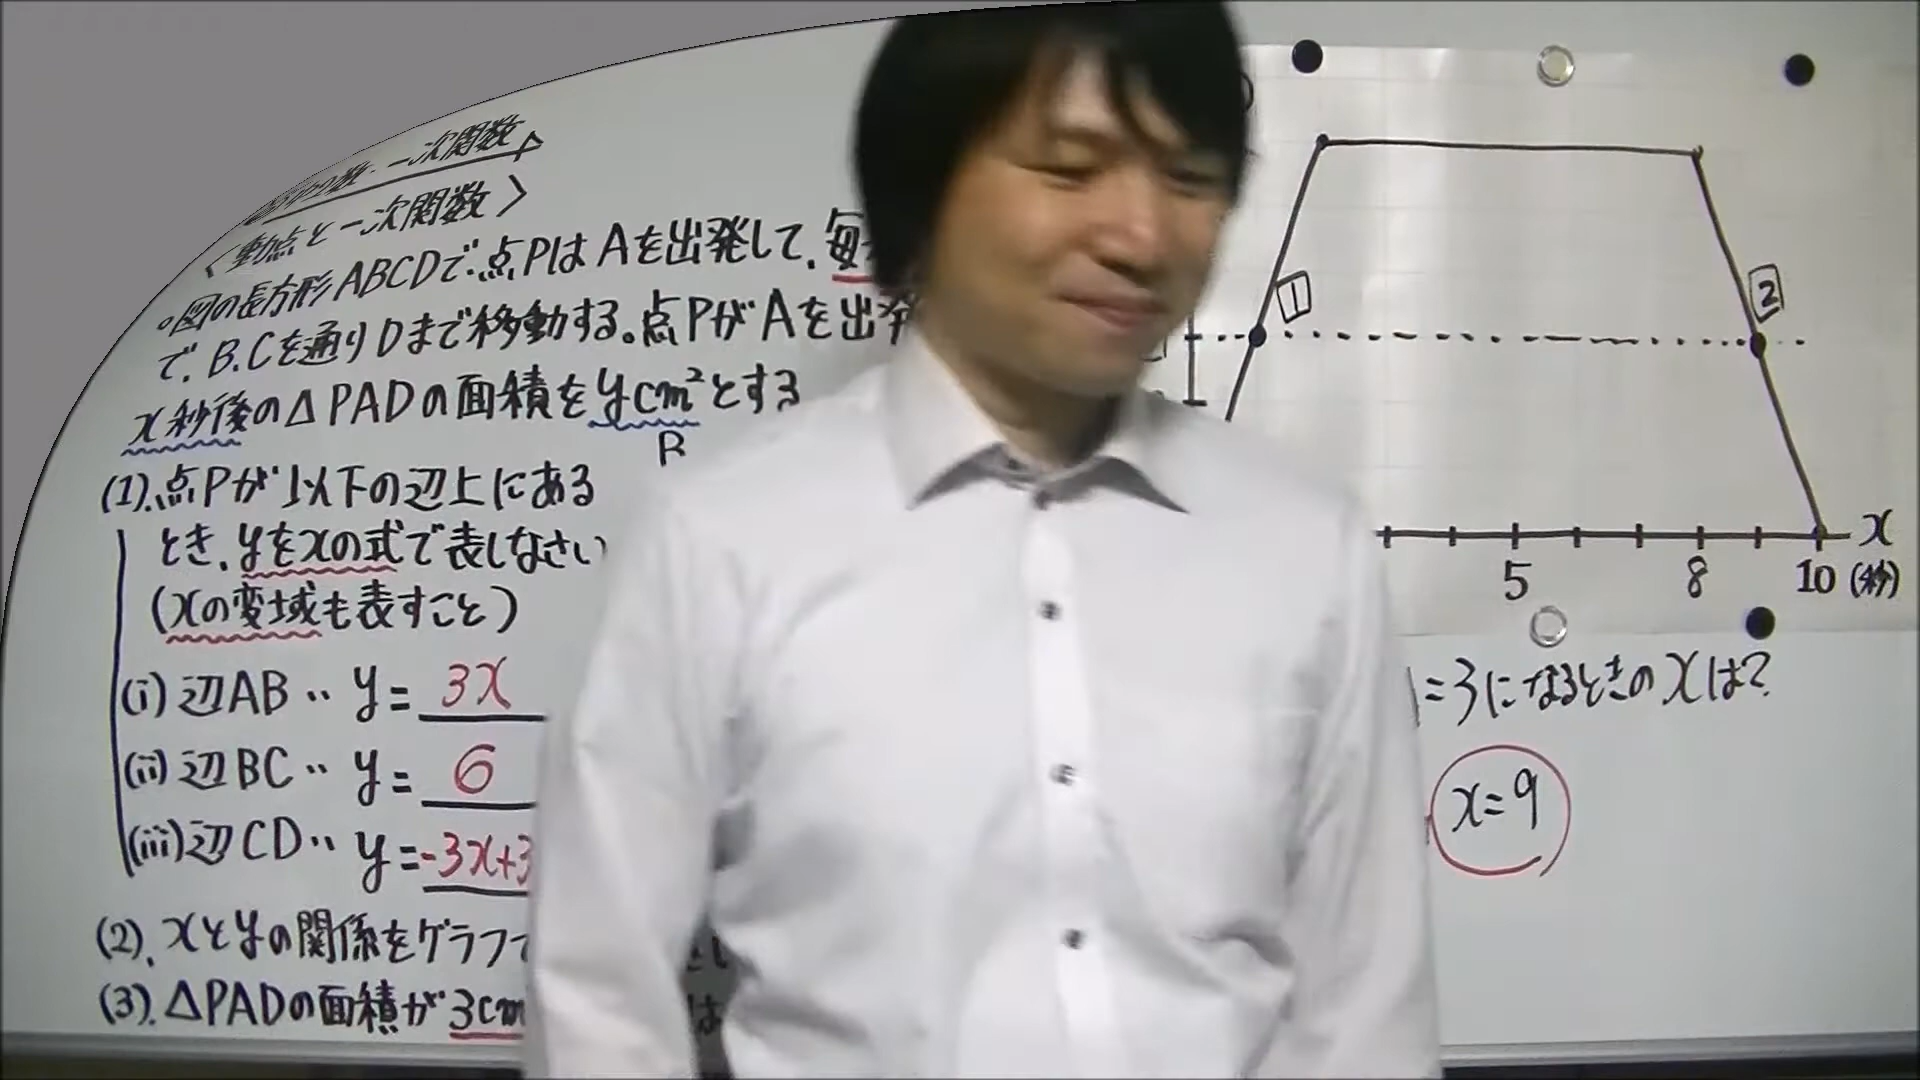 一次関数
〈動点と一次関数〉
図の長方形ABCDで、点PはAを出発して、毎
で、B.Cを通りDまで移動する。点PがAを出発
x秒後の△PADの面積をycm²とする
B
(1).点Pが以下の辺上にある
とき、yをxの式で表しなさい
(xの変域も表すこと)
(i)辺AB‥y=3x
(ii)辺BC‥y=6
(iii)辺CD‥y=-3x+3
(2).xとyの関係をグラフで
(3).△PADの面積が3cm
は
1
2
x
5 8 10 (秒)
=3になるときのxは?
x=9